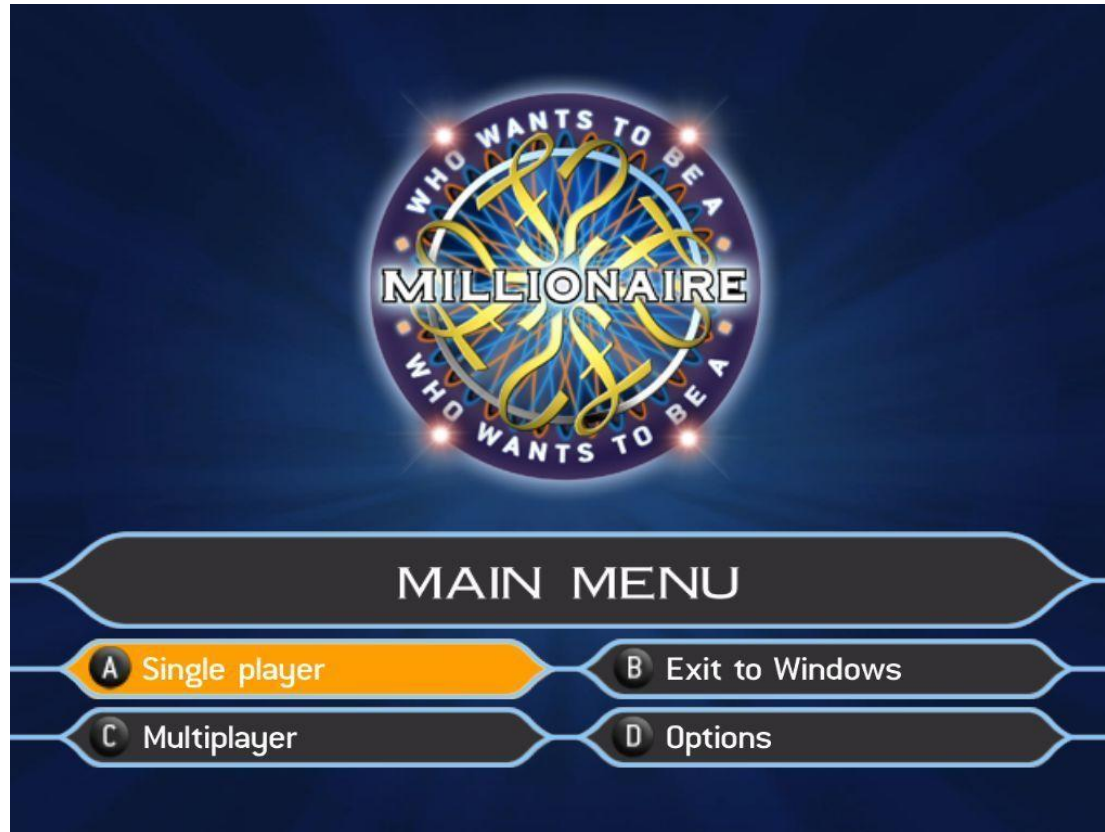 WHO WANTS TO BE A
MILLIONAIRE
WHO WANTS TO BE A
MAIN MENU
A Single player
B Exit to Windows
C Multiplayer
D Options